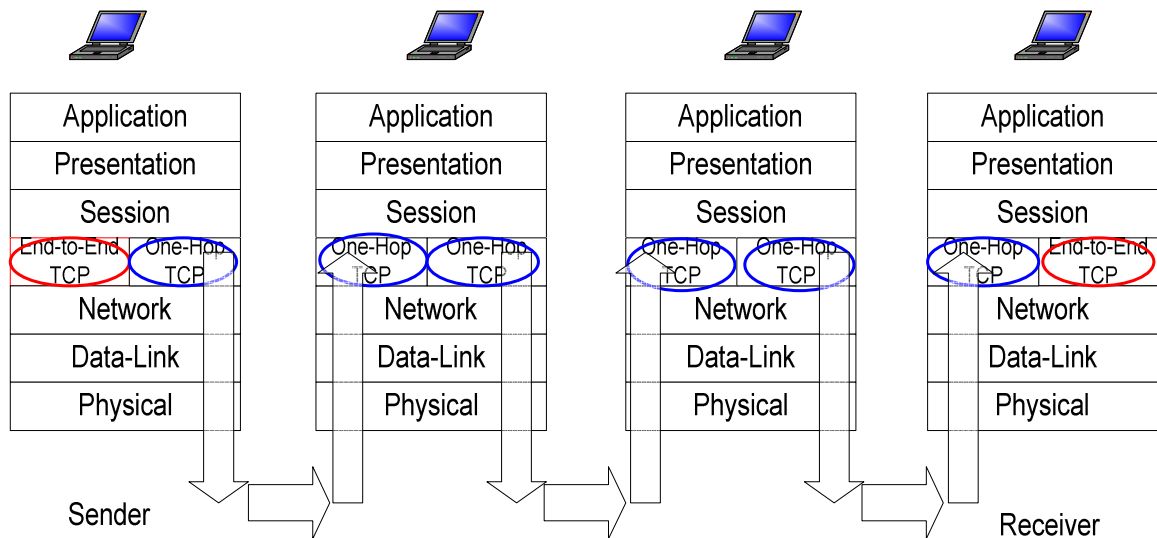 Application Application Application Application
Presentation Presentation Presentation Presentation
Session Session Session Session
End-to-End One-Hop One-Hop One-Hop One-Hop One-Hop One-Hop End-to-End
TCP TCP TCP TCP TCP TCP TCP TCP
Network Network Network Network
Data-Link Data-Link Data-Link Data-Link
Physical Physical Physical Physical
Sender Receiver